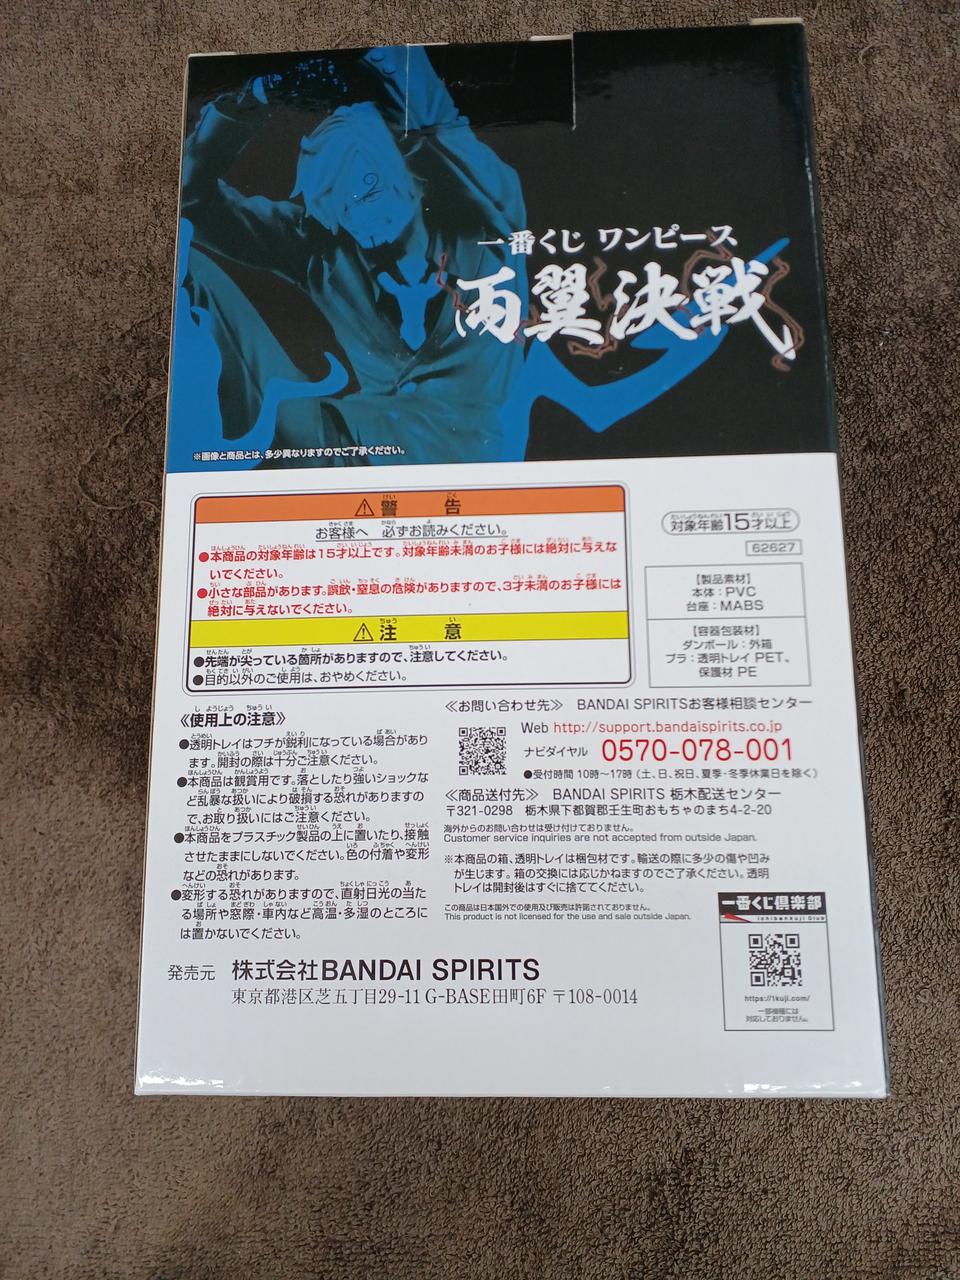 一番くじ ワンピース
両翼決戦
※画像と商品とは、多少異なりますのでご了承ください。
⚠警告
お客様へ 必ずお読みください。
●本商品の対象年齢は15才以上です。対象年齢未満のお子様には絶対に与えな
いでください。
●小さな部品があります。誤飲・窒息の危険がありますので、3才未満のお子様には
絶対に与えないでください。
⚠注意
●先端が尖っている箇所がありますので、注意してください。
●目的以外のご使用は、おやめください。
対象年齢15才以上
62627
【製品素材】
本体:PVC
台座:MABS
【容器包装材】
ダンボール:外箱
プラ:透明トレイ PET、
保護材 PE
《使用上の注意》
●透明トレイはフチが鋭利になっている場合があり
ます。開封の際は十分ご注意ください。
●本商品は観賞用です。落としたり強いショックな
ど乱暴な扱いにより破損する恐れがありますの
で、お取り扱いにはご注意ください。
●本商品をプラスチック製品の上に置いたり、接触
させたままにしないでください。色の付着や変形
などの恐れがあります。
●変形する恐れがありますので、直射日光の当た
る場所や窓際・車内など高温・多湿のところに
は置かないでください。
≪お問い合わせ先≫ BANDAI SPIRITSお客様相談センター
Web http://support.bandaispirits.co.jp
ナビダイヤル 0570-078-001
●受付時間 10時~17時(土、日、祝日、夏季・冬季休業日を除く)
≪商品送付先≫ BANDAI SPIRITS 栃木配送センター
〒321-0298 栃木県下都賀郡壬生町おもちゃのまち4-2-20
海外からのお問い合わせは受け付けておりません。
Customer service inquiries are not accepted from outside Japan.
※本商品の箱、透明トレイは梱包材です。輸送の際に多少の傷や凹み
が生じます。箱の交換には応じかねますのでご了承ください。透明
トレイは開封後はすぐに捨ててください。
この商品は日本国外での使用及び販売は許諾されておりません。
This product is not licensed for the use and sale outside Japan.
一番くじ倶楽部
Ichibankuji Club
https://1kuji.com/
一部機種には
対応しておりません。
発売元 株式会社BANDAI SPIRITS
東京都港区芝五丁目29-11 G-BASE田町6F 〒108-0014